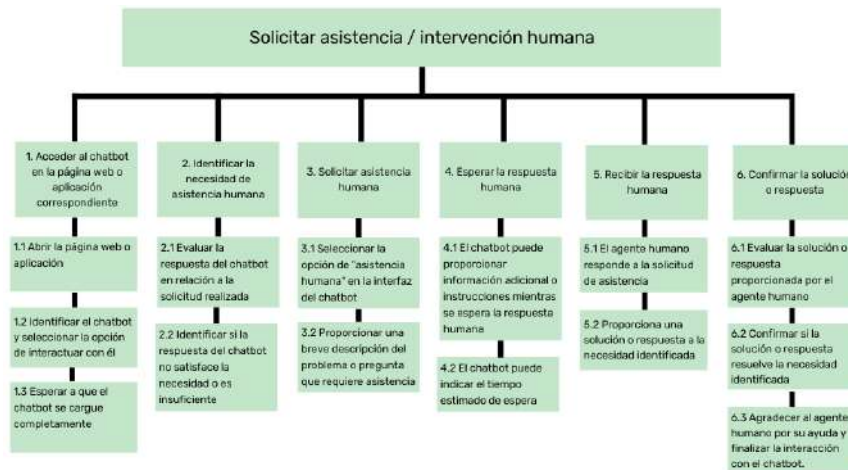 Solicitar asistencia / intervención humana
1. Acceder al chatbot
en la página web o
aplicación
correspondiente
1.1 Abrir la página web o
aplicación
1.2 Identificar el chatbot
y seleccionar la opción
de interactuar con él
1.3 Esperar a que el
chatbot se cargue
completamente
2. Identificar la
necesidad de
asistencia humana
2.1 Evaluar la
respuesta del chatbot
en relación a la
solicitud realizada
2.2 Identificar si la
respuesta del chatbot
no satisface la
necesidad o es
insuficiente
3. Solicitar asistencia
humana
3.1 Seleccionar la
opción de "asistencia
humana" en la interfaz
del chatbot
3.2 Proporcionar una
breve descripción del
problema o pregunta
que requiere asistencia
4. Esperar la respuesta
humana
4.1 El chatbot puede
proporcionar
información adicional o
instrucciones mientras
se espera la respuesta
humana
4.2 El chatbot puede
indicar el tiempo
estimado de espera
5. Recibir la respuesta
humana
5.1 El agente humano
responde a la solicitud
de asistencia
5.2 Proporciona una
solución o respuesta a la
necesidad identificada
6. Confirmar la solución
o respuesta
6.1 Evaluar la solución o
respuesta
proporcionada por el
agente humano
6.2 Confirmar si la
solución o respuesta
resuelve la necesidad
identificada
6.3 Agradecer al agente
humano por su ayuda y
finalizar la interacción
con el chatbot.